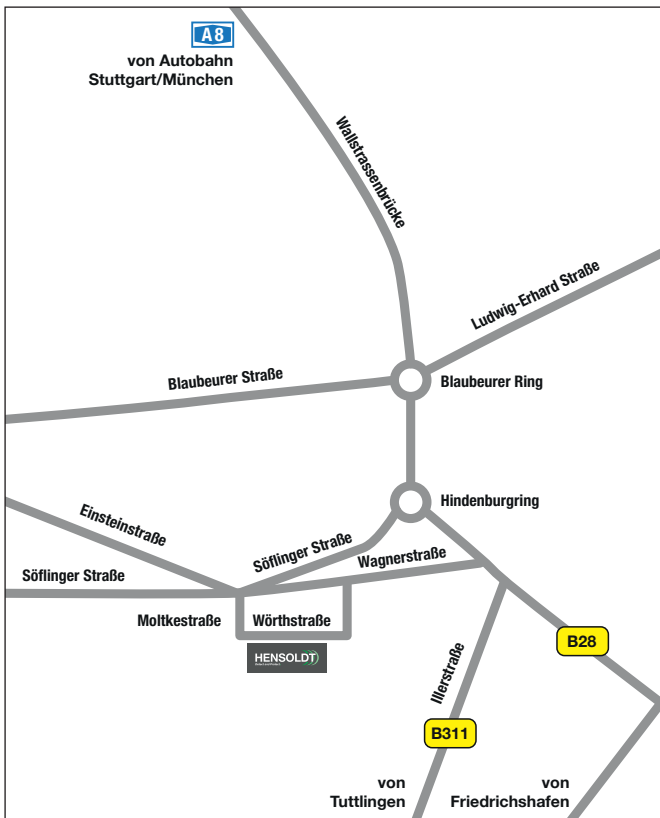 A8
von Autobahn
Stuttgart/München
Wallstrassenbrücke
Ludwig-Erhard Straße
Blaubeurer Straße
Blaubeurer Ring
Hindenburgring
Einsteinstraße
Söflinger Straße
Wagnerstraße
Söflinger Straße
Moltkestraße
Wörthstraße
HENSOLDT
B28
Illerstraße
B311
von
Tuttlingen
von
Friedrichshafen